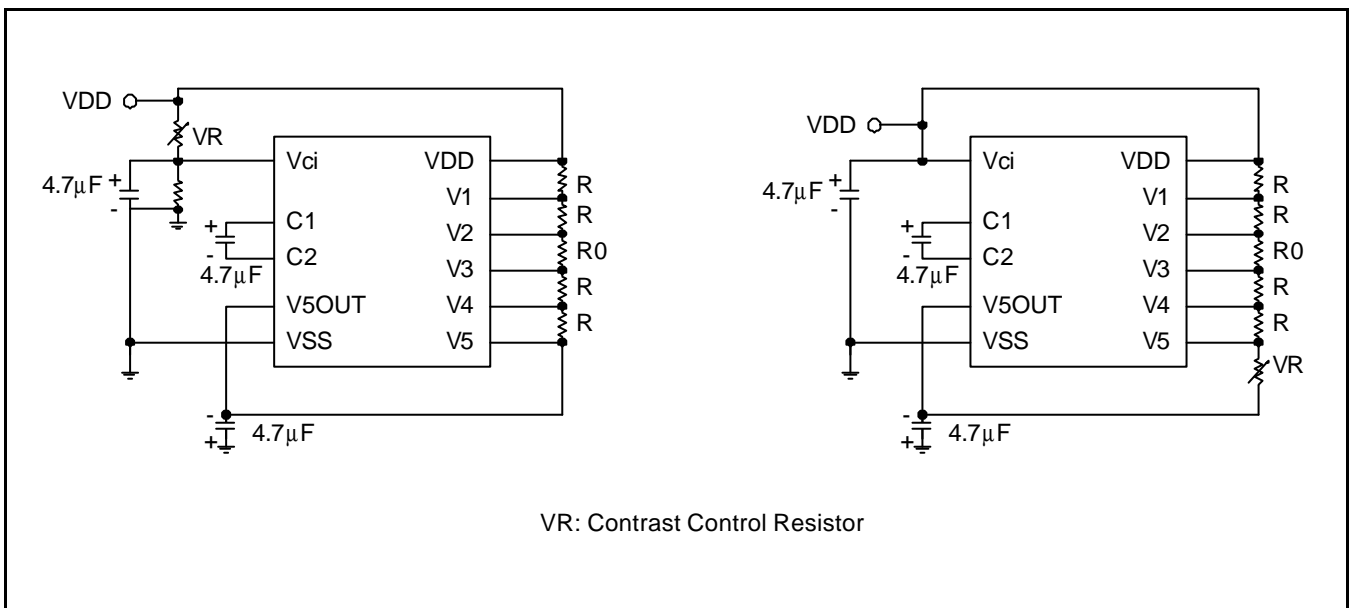 VDD
VR
4.7μF
+
-
Vci
C1
C2
V5OUT
VSS
VDD
V1
V2
V3
V4
V5
R
R
R0
R
R
+
-
4.7μF
-
+
4.7μF
VDD
4.7μF
+
-
Vci
C1
C2
V5OUT
VSS
VDD
V1
V2
V3
V4
V5
R
R
R0
R
R
VR
+
-
4.7μF
-
+
4.7μF
VR: Contrast Control Resistor